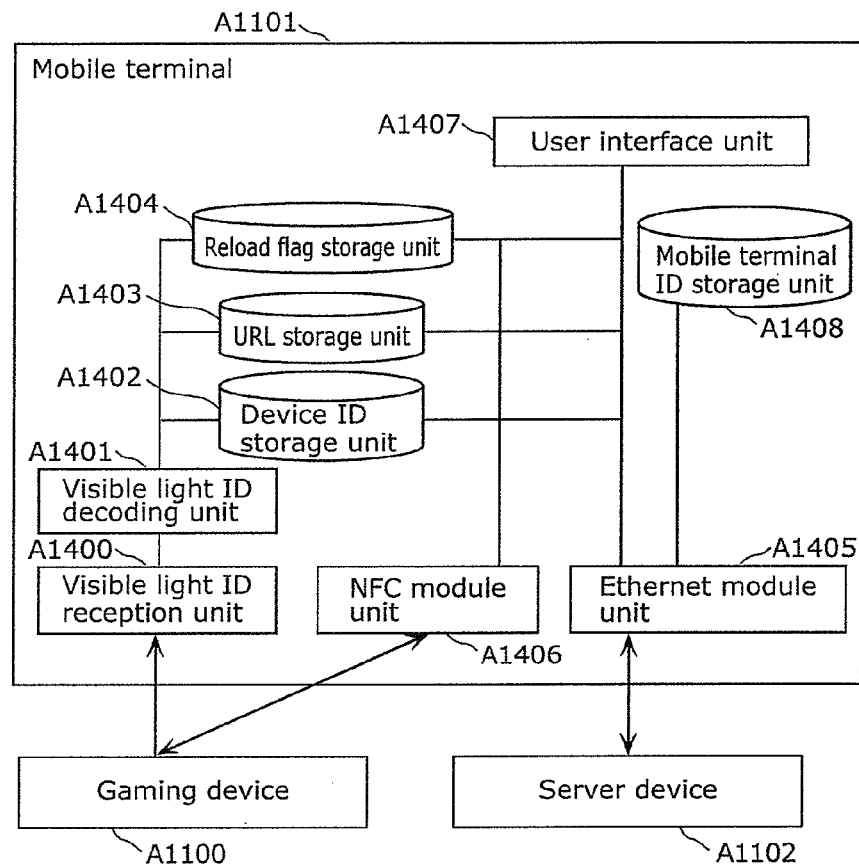 A1101
Mobile terminal
A1407
User interface unit
A1404
Reload flag storage unit
Mobile terminal
ID storage unit
A1408
A1403
URL storage unit
A1402
Device ID
storage unit
A1401
Visible light ID
decoding unit
A1400
Visible light ID
reception unit
NFC module
unit
A1406
A1405
Ethernet module
unit
Gaming device
A1100
Server device
A1102